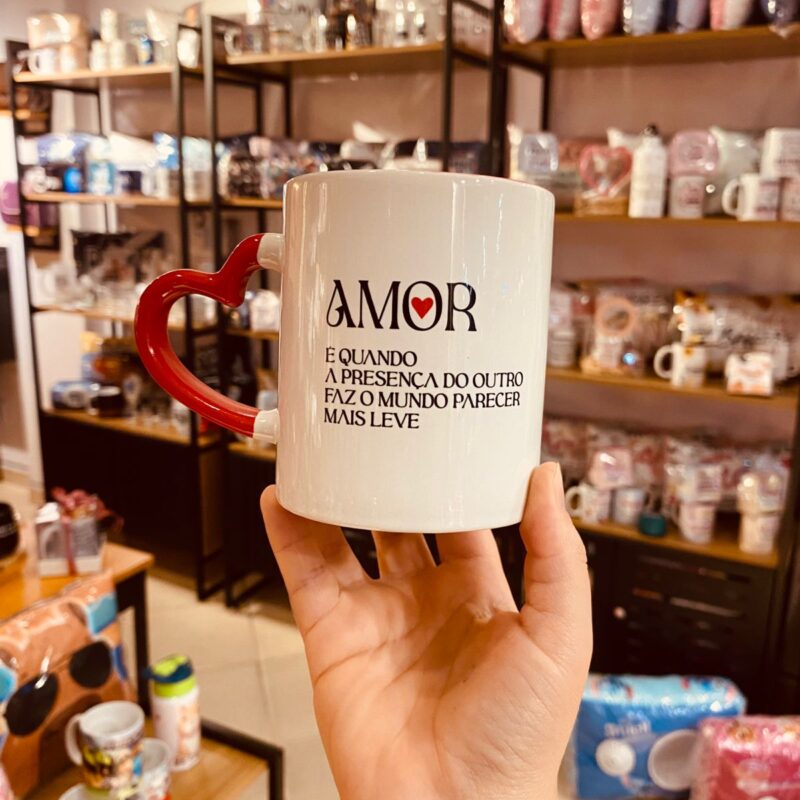 AMOR
É QUANDO
A PRESENÇA DO OUTRO
FAZ O MUNDO PARECER
MAIS LEVE